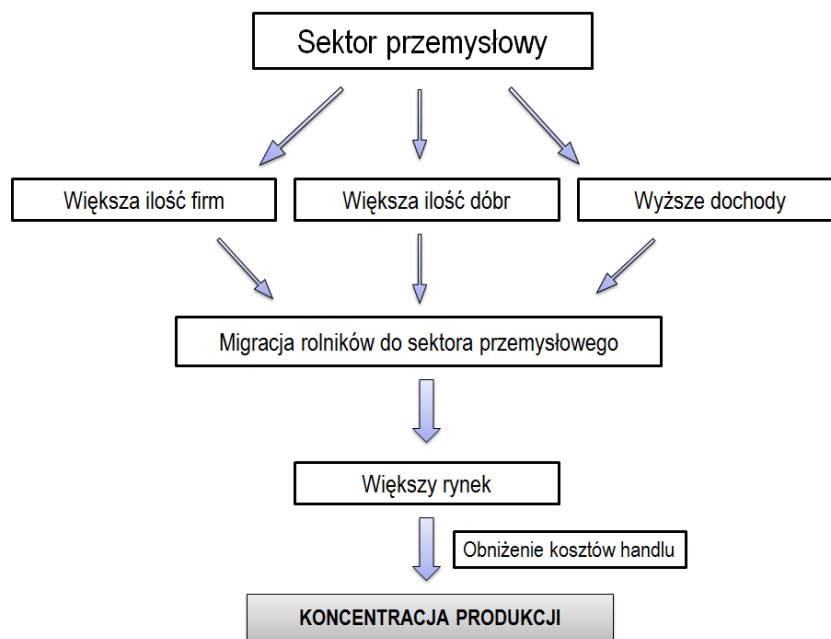 Sektor przemysłowy
Większa ilość firm
Większa ilość dóbr
Wyższe dochody
Migracja rolników do sektora przemysłowego
Większy rynek
Obniżenie kosztów handlu
KONCENTRACJA PRODUKCJI